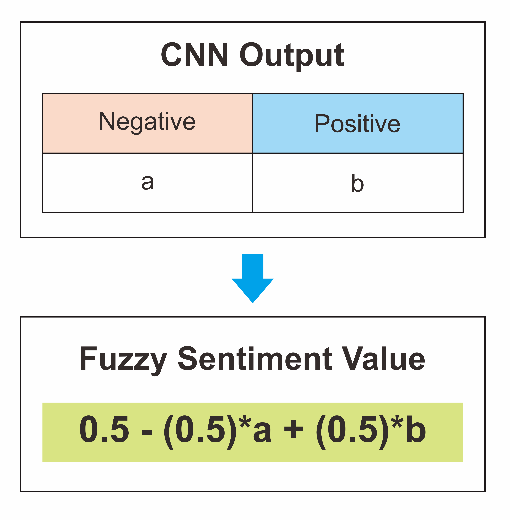 CNN Output
Negative Positive
a b
Fuzzy Sentiment Value
0.5 - (0.5)*a + (0.5)*b